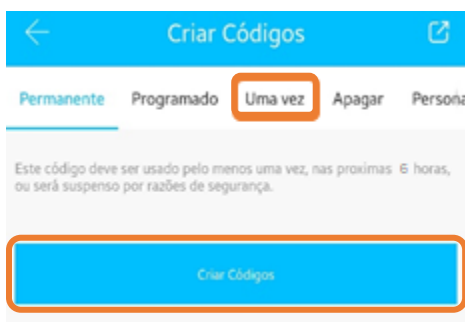 Criar Códigos
Permanente Programado Uma vez Apagar Persona
Este código deve ser usado pelo menos uma vez, nas proximas 6 horas,
ou será suspenso por razões de segurança.
Criar Códigos